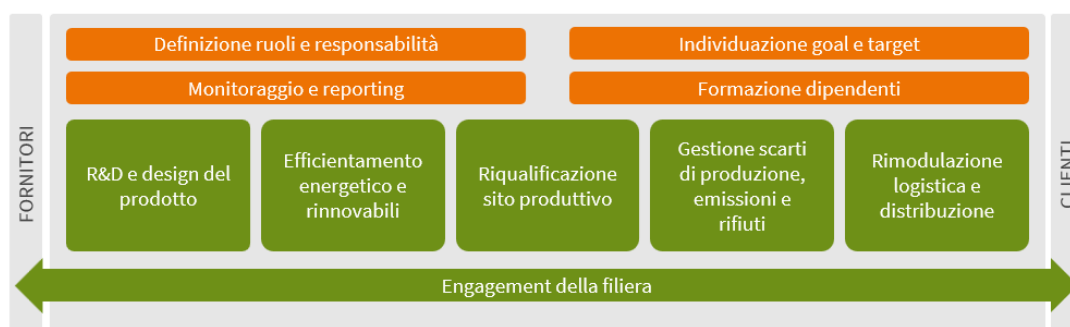 Definizione ruoli e responsabilità
Individuazione goal e target
Monitoraggio e reporting
Formazione dipendenti
FORNITORI
R&D e design del
prodotto
Efficientamento
energetico e
rinnovabili
Riqualificazione
sito produttivo
Gestione scarti
di produzione,
emissioni e
rifiuti
Rimodulazione
logistica e
distribuzione
CLIENTI
Engagement della filiera